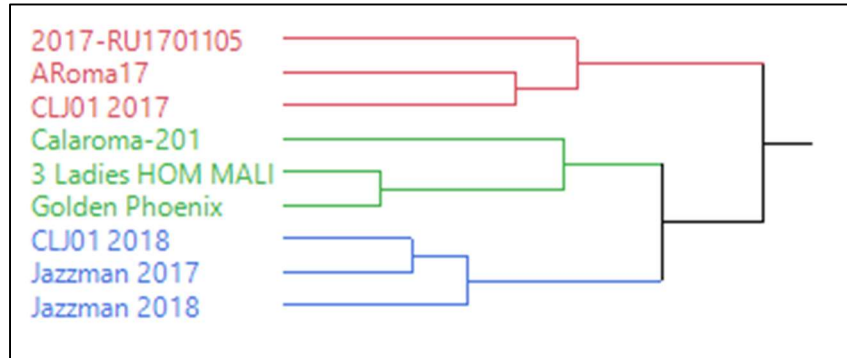 2017-RU1701105
ARoma17
CLJ01 2017
Calaroma-201
3 Ladies HOM MALI
Golden Phoenix
CLJ01 2018
Jazzman 2017
Jazzman 2018